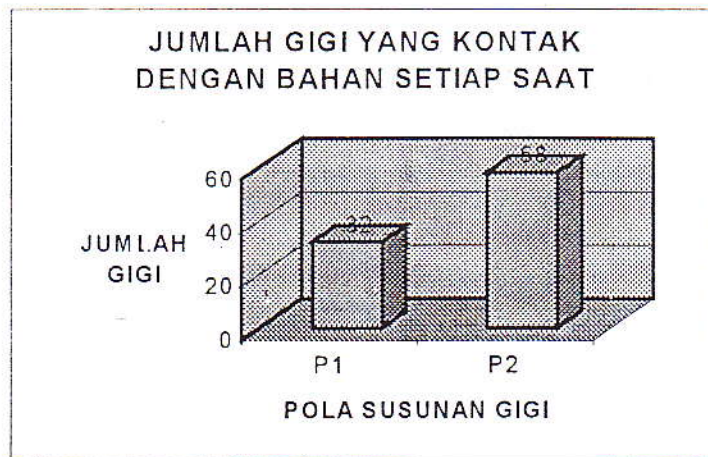 JUMLAH GIGI YANG KONTAK
DENGAN BAHAN SETIAP SAAT
60
40
20
0
JUMLAH
GIGI
32
58
P1
P2
POLA SUSUNAN GIGI